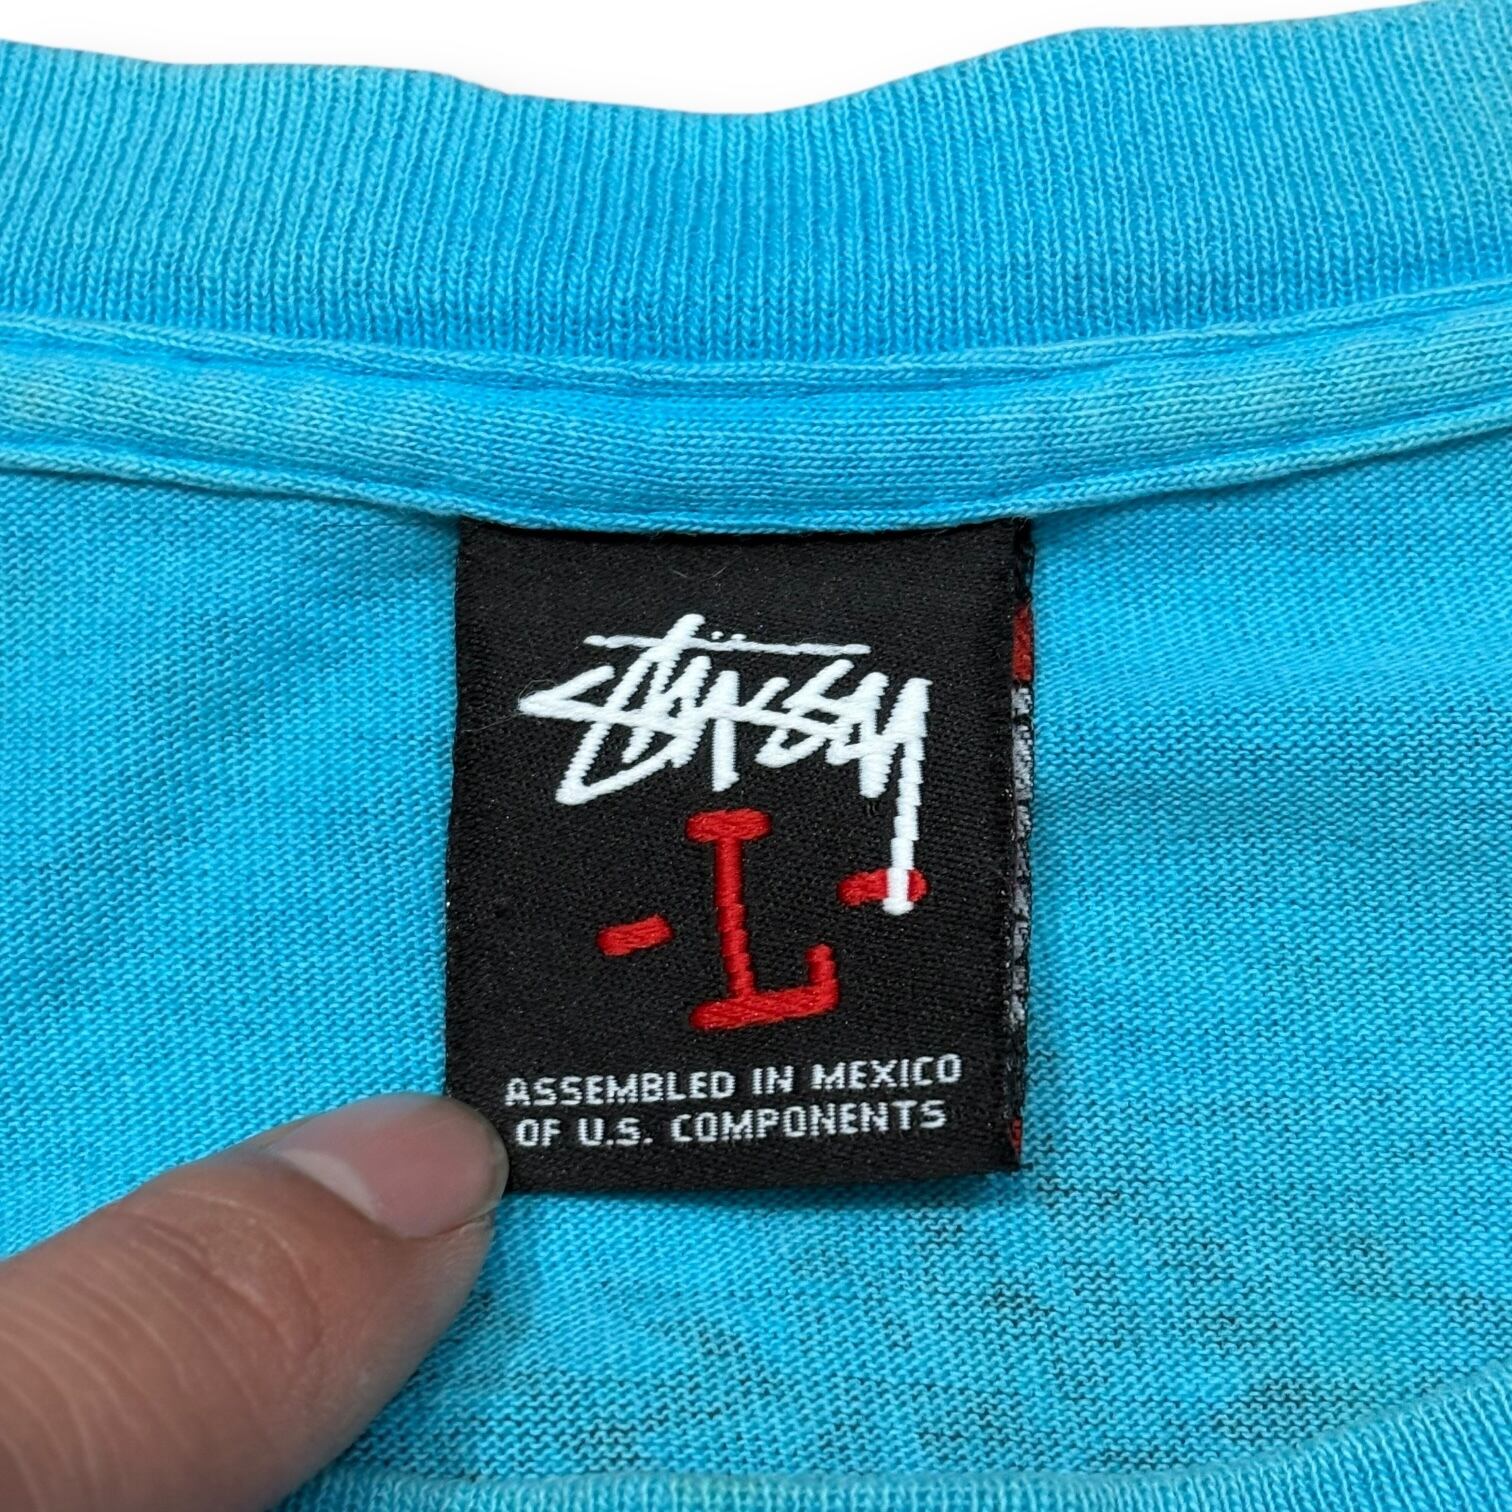 STÜSSY
-L-
ASSEMBLED IN MEXICO
OF U.S. COMPONENTS